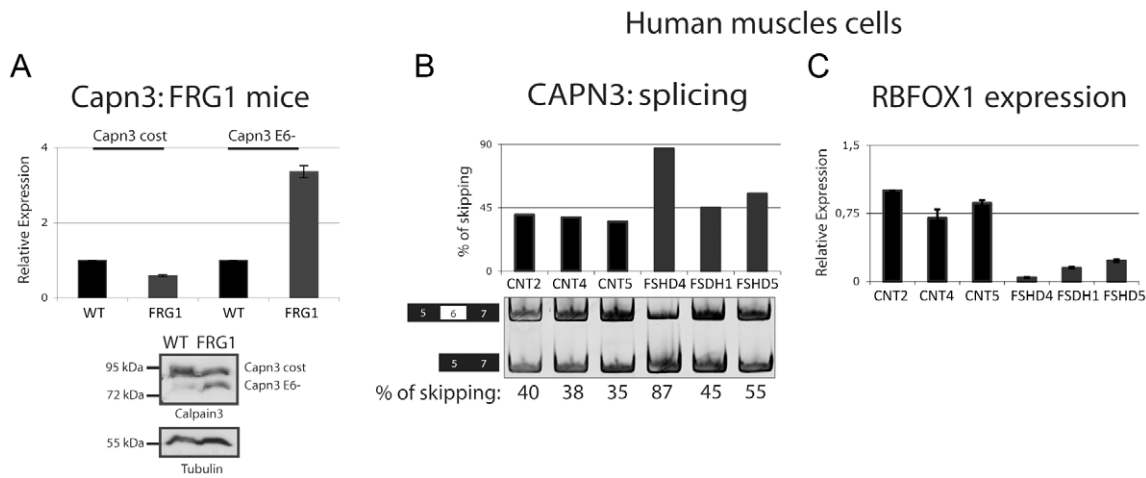 Human muscles cells
A
Capn3: FRG1 mice
Capn3 cost Capn3 E6-
Relative Expression
4
2
0
WT FRG1 WT FRG1
WT FRG1
95 kDa
72 kDa
Capn3 cost
Capn3 E6-
Calpain3
55 kDa
Tubulin
B
CAPN3: splicing
% of skipping
90
45
0
CNT2 CNT4 CNT5 FSHD4 FSDH1 FSHD5
5 6 7
5 7
% of skipping: 40 38 35 87 45 55
C
RBFOX1 expression
Relative Expression
1,5
0,75
0
CNT2 CNT4 CNT5 FSHD4 FSDH1 FSHD5